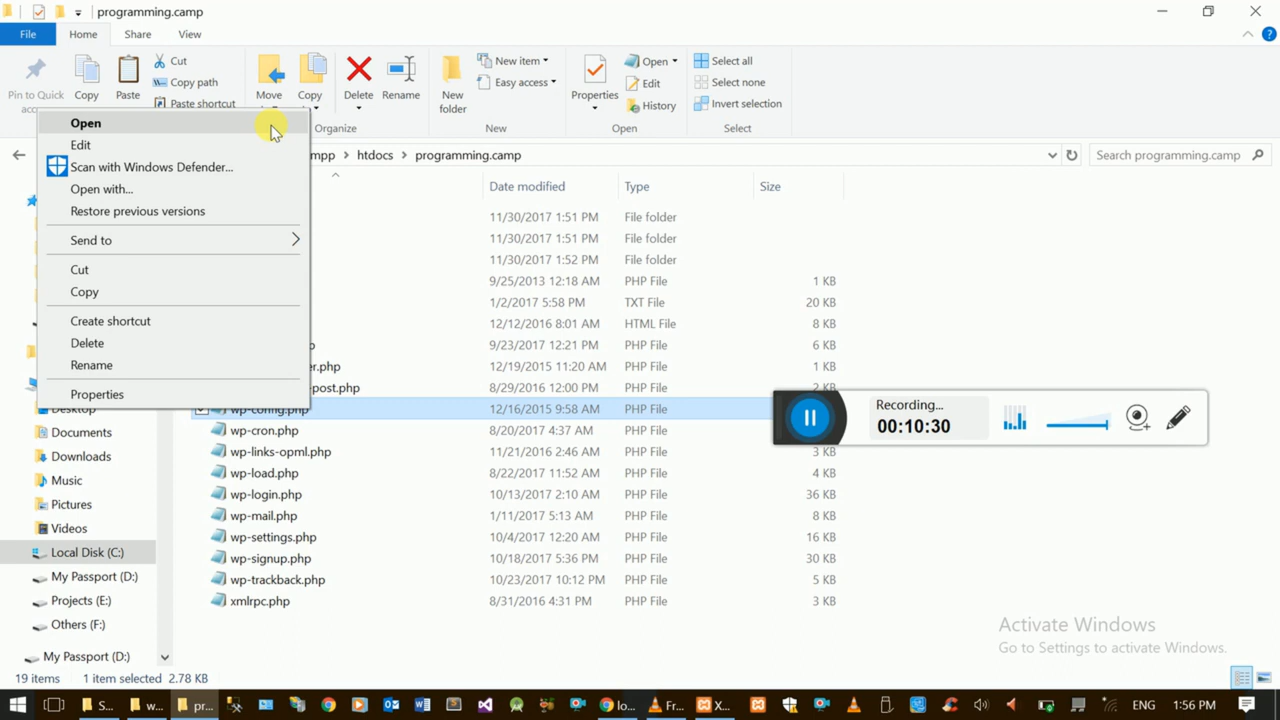 programming.camp
File Home Share View
Pin to Quick
Copy
Paste
Cut
Copy path
Paste shortcut
Move
Copy
Delete
Rename
New
folder
New item
Easy access
Properties
Open
Edit
History
Select all
Select none
Invert selection
Organize New Open Select
Open
Edit
Scan with Windows Defender...
Open with...
Restore previous versions
Send to
Cut
Copy
Create shortcut
Delete
Rename
Properties
htdocs programming.camp
Search programming.camp
Date modified Type Size
11/30/2017 1:51 PM File folder
11/30/2017 1:51 PM File folder
11/30/2017 1:52 PM File folder
9/25/2013 12:18 AM PHP File 1 KB
1/2/2017 5:58 PM TXT File 20 KB
12/12/2016 8:01 AM HTML File 8 KB
9/23/2017 12:21 PM PHP File 6 KB
12/19/2015 11:20 AM PHP File 1 KB
8/29/2016 12:00 PM PHP File 2 KB
wp-config.php 12/16/2015 9:58 AM PHP File
wp-cron.php 8/20/2017 4:37 AM PHP File
wp-links-opml.php 11/21/2016 2:46 AM PHP File 3 KB
wp-load.php 8/22/2017 11:52 AM PHP File 4 KB
wp-login.php 10/13/2017 2:10 AM PHP File 36 KB
wp-mail.php 1/11/2017 5:13 AM PHP File 8 KB
wp-settings.php 10/4/2017 12:20 AM PHP File 16 KB
wp-signup.php 10/18/2017 5:36 PM PHP File 30 KB
wp-trackback.php 10/23/2017 10:12 PM PHP File 5 KB
xmlrpc.php 8/31/2016 4:31 PM PHP File 3 KB
Desktop
Documents
Downloads
Music
Pictures
Videos
Local Disk (C:)
My Passport (D:)
Projects (E:)
Others (F:)
My Passport (D:)
Recording...
00:10:30
Activate Windows
Go to Settings to activate Windows.
19 items 1 item selected 2.78 KB
S... w... pr... lo... Fr... X... ENG 1:56 PM